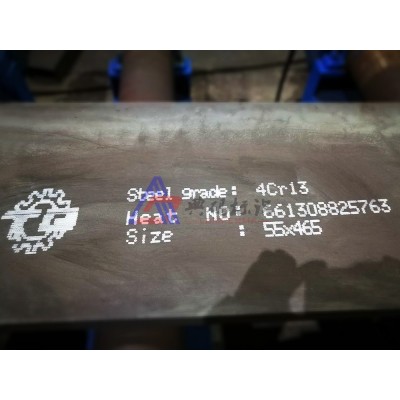 Steel grade: 4Cr13
Heat NO: 661308825763
Size : 55x465